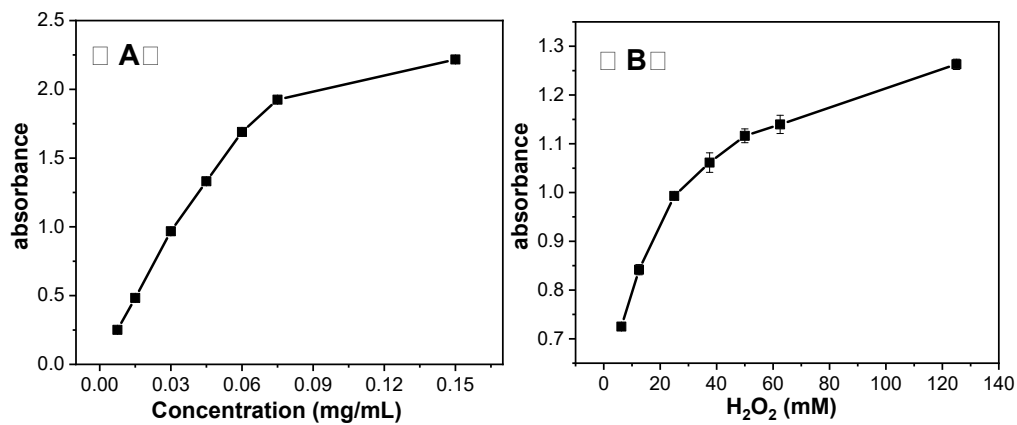 □ A □
absorbance
2.5
2.0
1.5
1.0
0.5
0.0
0.00 0.03 0.06 0.09 0.12 0.15
Concentration (mg/mL)
□ B □
absorbance
1.3
1.2
1.1
1.0
0.9
0.8
0.7
0 20 40 60 80 100 120 140
H₂O₂ (mM)